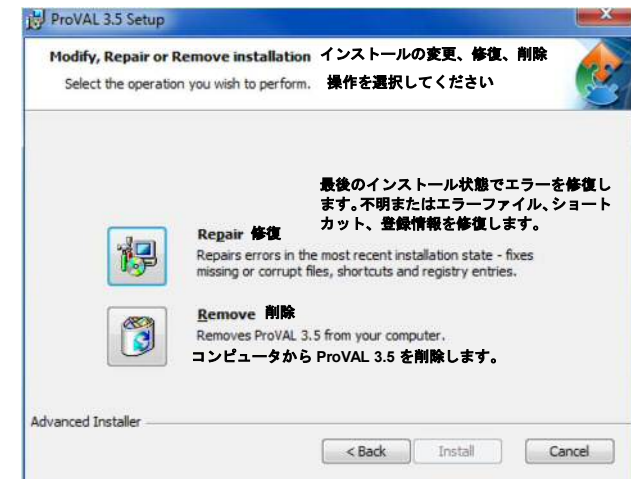 ProVAL 3.5 Setup
Modify, Repair or Remove installation インストールの変更、修復、削除
Select the operation you wish to perform. 操作を選択してください
最後のインストール状態でエラーを修復し
ます。不明またはエラーファイル、ショート
カット、登録情報を修復します。
Repair 修復
Repairs errors in the most recent installation state - fixes
missing or corrupt files, shortcuts and registry entries.
Remove 削除
Removes ProVAL 3.5 from your computer.
コンピュータから ProVAL 3.5 を削除します。
Advanced Installer
< Back Install Cancel